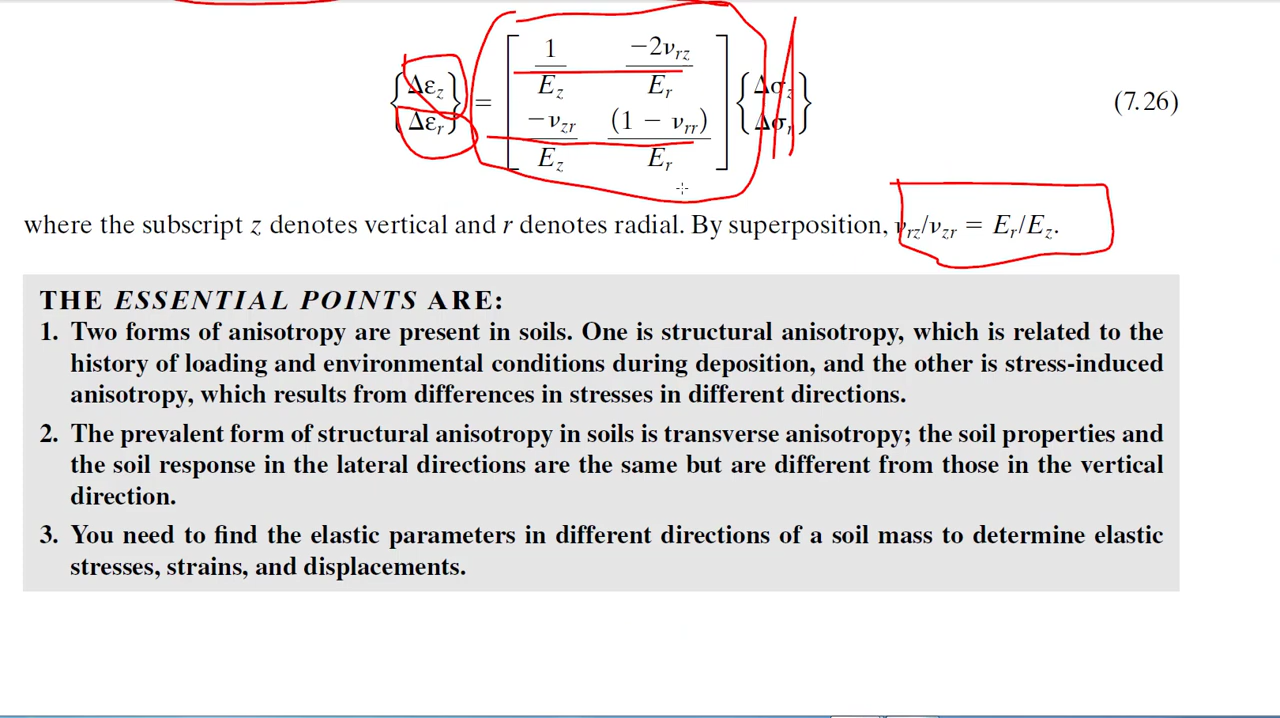 {Δε_z Δε_r} = [1/E_z −2ν_rz/E_r −ν_zr/E_z (1 − ν_rr)/E_r] {Δσ_z Δσ_r} (7.26)
where the subscript z denotes vertical and r denotes radial. By superposition, ν_rz/ν_zr = E_r/E_z.
THE ESSENTIAL POINTS ARE:
1. Two forms of anisotropy are present in soils. One is structural anisotropy, which is related to the
history of loading and environmental conditions during deposition, and the other is stress-induced
anisotropy, which results from differences in stresses in different directions.
2. The prevalent form of structural anisotropy in soils is transverse anisotropy; the soil properties and
the soil response in the lateral directions are the same but are different from those in the vertical
direction.
3. You need to find the elastic parameters in different directions of a soil mass to determine elastic
stresses, strains, and displacements.